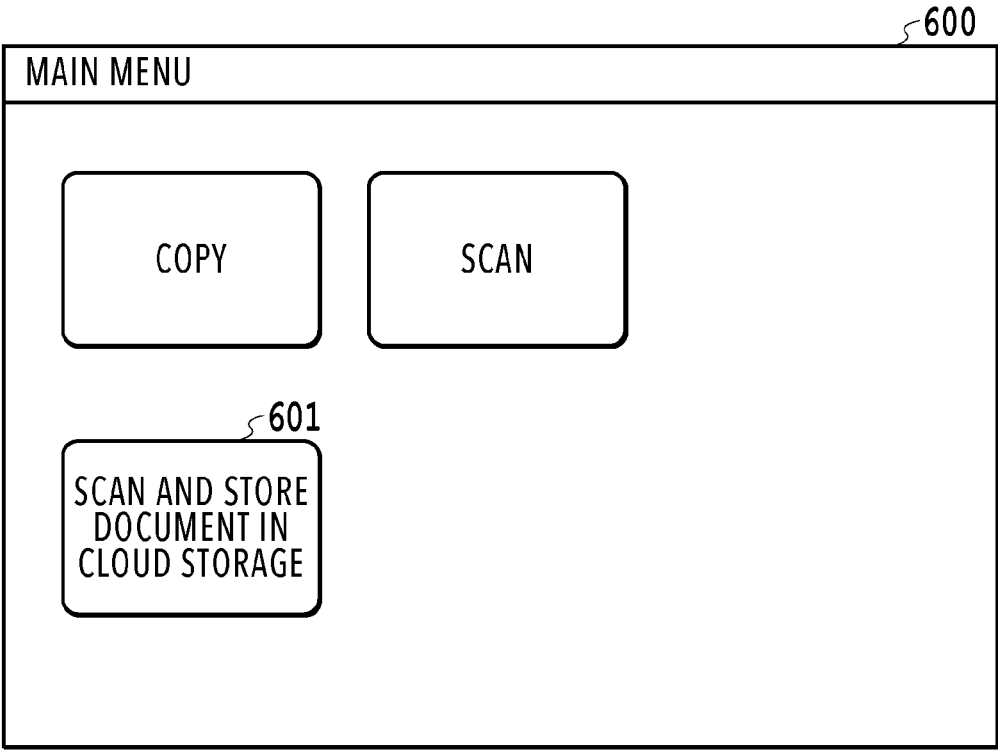 600
MAIN MENU
COPY
SCAN
601
SCAN AND STORE
DOCUMENT IN
CLOUD STORAGE